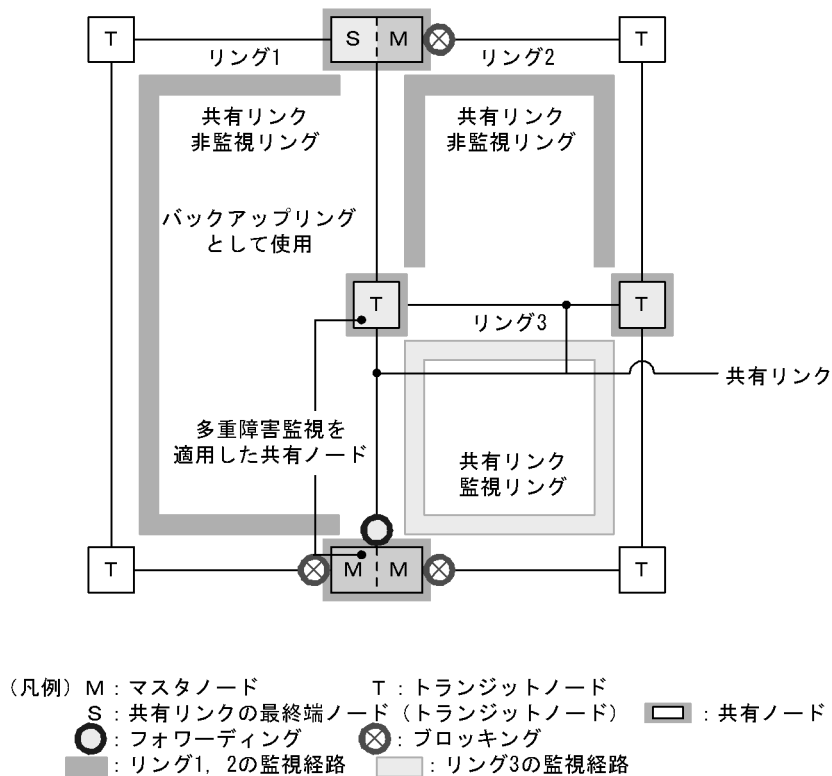 T
S M
T
リング1
リング2
共有リンク
非監視リング
共有リンク
非監視リング
バックアップリング
として使用
T
T
リング3
共有リンク
多重障害監視を
適用した共有ノード
共有リンク
監視リング
T
M M
T
(凡例) M:マスタノード T:トランジットノード
S:共有リンクの最終端ノード(トランジットノード) :共有ノード
:フォワーディング :ブロッキング
:リング1, 2の監視経路 :リング3の監視経路